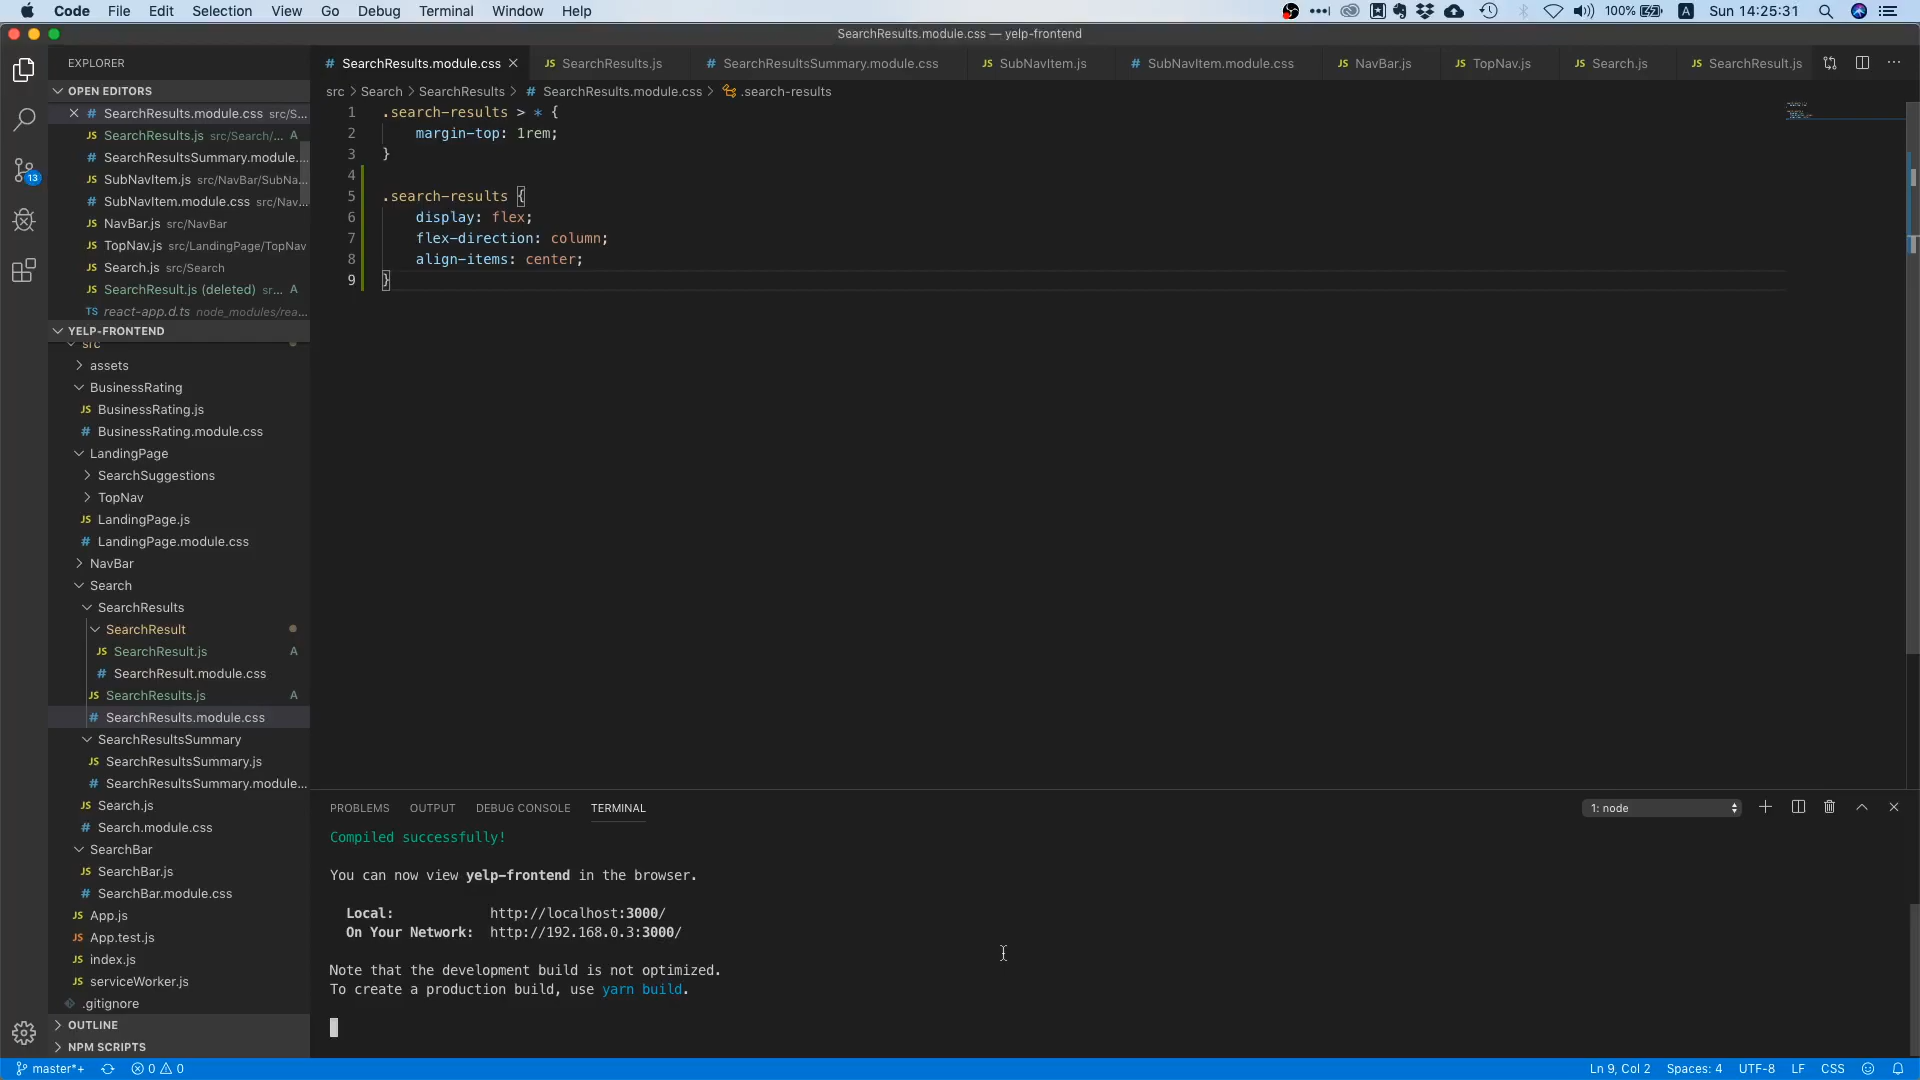 Code File Edit Selection View Go Debug Terminal Window Help 100% A Sun 14:25:31
SearchResults.module.css — yelp-frontend
EXPLORER
SearchResults.module.css SearchResults.js SearchResultsSummary.module.css SubNavItem.js SubNavItem.module.css NavBar.js TopNav.js Search.js SearchResult.js
OPEN EDITORS
SearchResults.module.css src/S...
SearchResults.js src/Search/... A
SearchResultsSummary.module....
SubNavItem.js src/NavBar/SubNa...
SubNavItem.module.css src/Nav...
NavBar.js src/NavBar
TopNav.js src/LandingPage/TopNav
Search.js src/Search
SearchResult.js (deleted) sr... A
react-app.d.ts node_modules/rea...
YELP-FRONTEND
src
assets
BusinessRating
BusinessRating.js
BusinessRating.module.css
LandingPage
SearchSuggestions
TopNav
LandingPage.js
LandingPage.module.css
NavBar
Search
SearchResults
SearchResult
SearchResult.js A
SearchResult.module.css
SearchResults.js A
SearchResults.module.css
SearchResultsSummary
SearchResultsSummary.js
SearchResultsSummary.module...
Search.js
Search.module.css
SearchBar
SearchBar.js
SearchBar.module.css
App.js
App.test.js
index.js
serviceWorker.js
.gitignore
OUTLINE
NPM SCRIPTS
13
src > Search > SearchResults > # SearchResults.module.css > .search-results
1 .search-results > * {
2 margin-top: 1rem;
3 }
4
5 .search-results {
6 display: flex;
7 flex-direction: column;
8 align-items: center;
9 }
PROBLEMS OUTPUT DEBUG CONSOLE TERMINAL 1: node
Compiled successfully!
You can now view yelp-frontend in the browser.
Local: http://localhost:3000/
On Your Network: http://192.168.0.3:3000/
Note that the development build is not optimized.
To create a production build, use yarn build.
master*+ 0 0 Ln 9, Col 2 Spaces: 4 UTF-8 LF CSS